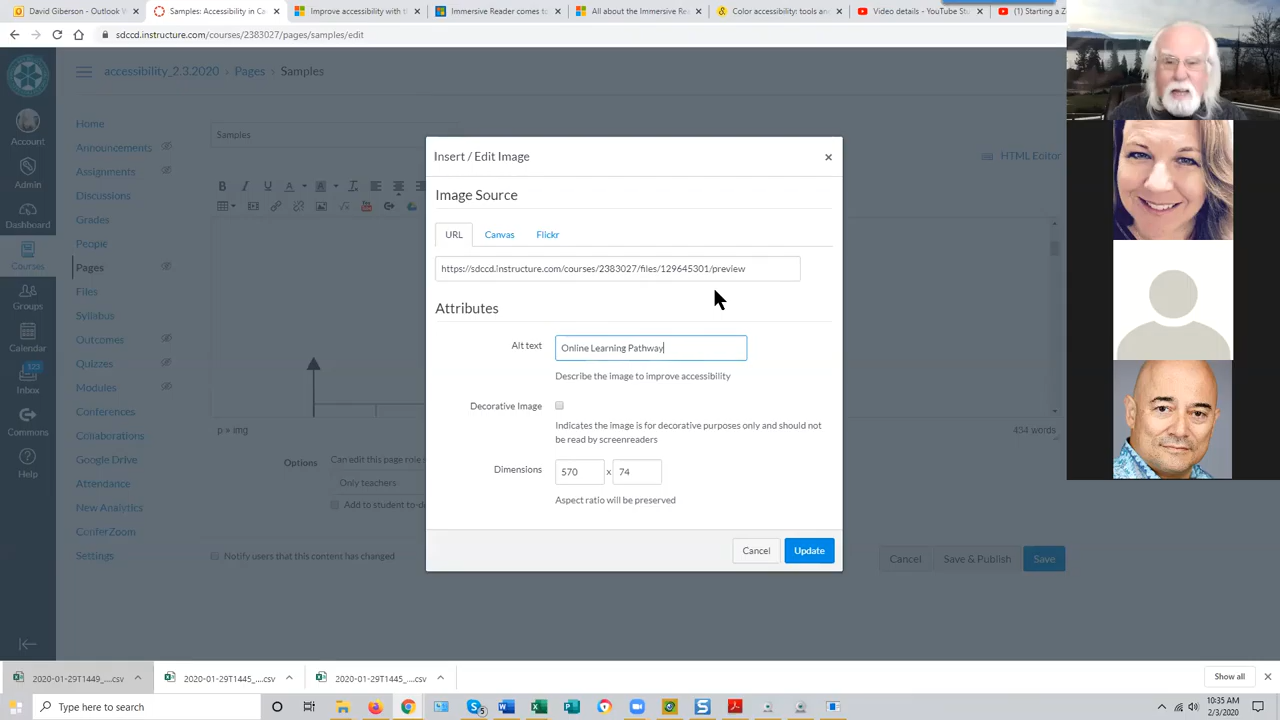 David Giberson - Outlook V
Samples: Accessibility in Ca
Improve accessibility with th
Immersive Reader comes to
All about the Immersive Re
Color accessibility: tools and
Video details - YouTube Stu
(1) Starting a Z
sdccd.instructure.com/courses/2383027/pages/samples/edit
accessibility_2.3.2020 > Pages > Samples
Account
Admin
Dashboard
Courses
Groups
Calendar
123
Inbox
Commons
Help
Home
Announcements
Assignments
Discussions
Grades
People
Pages
Files
Syllabus
Outcomes
Quizzes
Modules
Conferences
Collaborations
Google Drive
Attendance
New Analytics
ConferZoom
Settings
Samples
HTML Editor
B I U A A
p » img
434 words
Options
Can edit this page role i
Only teachers
Add to student to-d
Notify users that this content has changed
Cancel
Save & Publish
Save
Insert / Edit Image
Image Source
URL
Canvas
Flickr
https://sdccd.instructure.com/courses/2383027/files/129645301/preview
Attributes
Alt text
Online Learning Pathway
Describe the image to improve accessibility
Decorative Image
Indicates the image is for decorative purposes only and should not
be read by screenreaders
Dimensions
570 x 74
Aspect ratio will be preserved
Cancel
Update
2020-01-29T1449_....csv
2020-01-29T1445_....csv
2020-01-29T1445_....csv
Show all
Type here to search
10:35 AM
2/3/2020